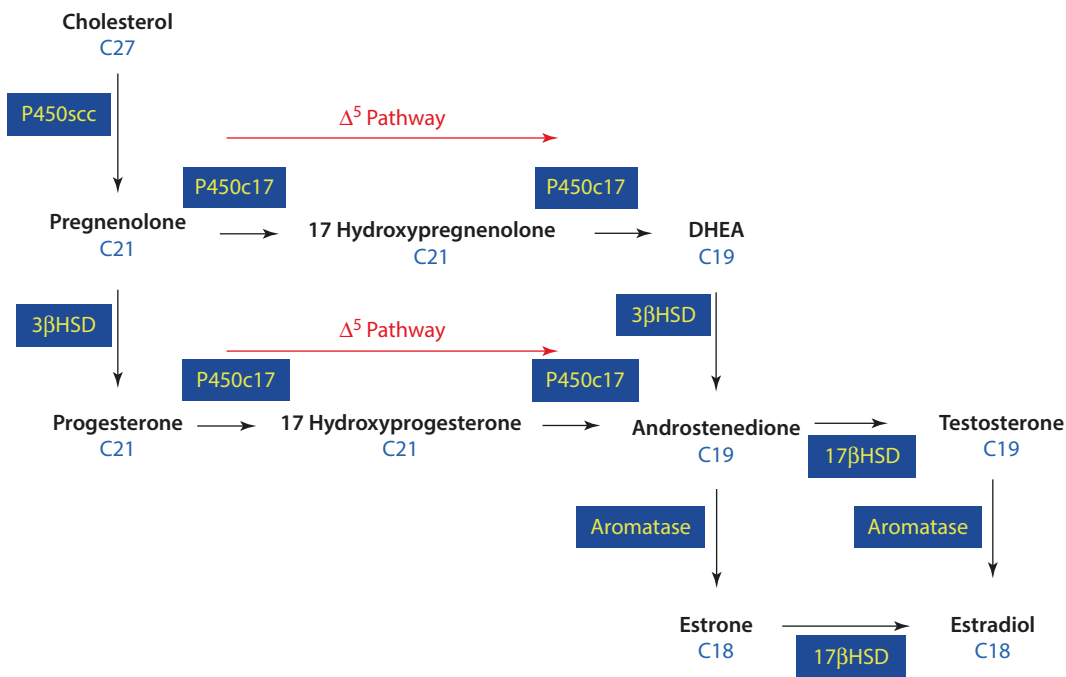 Cholesterol
C27
P450scc
Δ⁵ Pathway
P450c17
P450c17
Pregnenolone
C21
17 Hydroxypregnenolone
C21
DHEA
C19
3βHSD
3βHSD
Δ⁵ Pathway
P450c17
P450c17
Progesterone
C21
17 Hydroxyprogesterone
C21
Androstenedione
C19
17βHSD
Testosterone
C19
Aromatase
Aromatase
Estrone
C18
17βHSD
Estradiol
C18